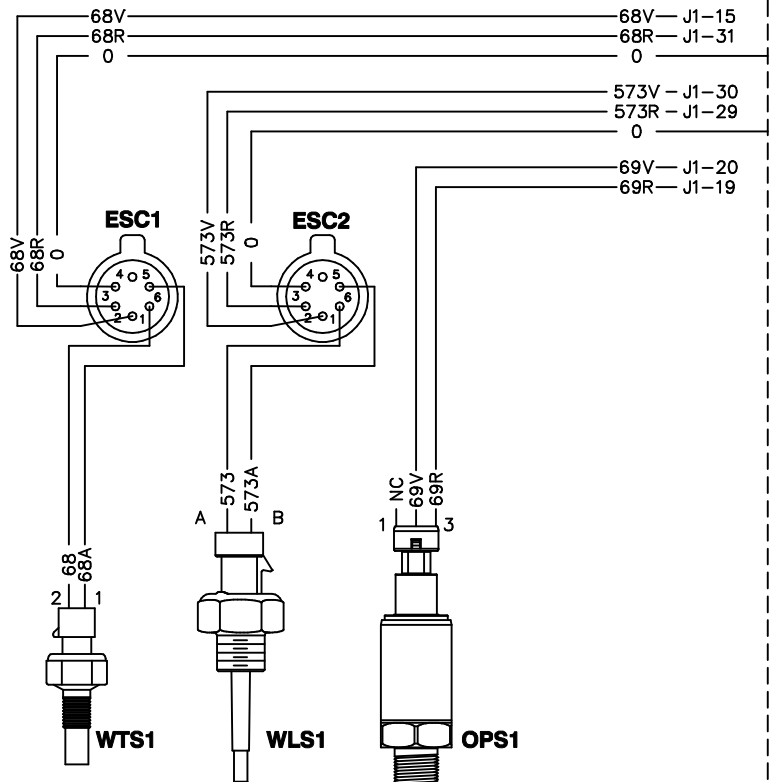 68V 68V J1-15
68R 68R J1-31
0 0
573V J1-30
573R J1-29
0
69V J1-20
69R J1-19
ESC1 ESC2
68V 68R 0 573V 573R 0
4 5 4 5
3 6 3 6
2 1 2 1
573 573A NC 69V 69R
A B 1 3
68 68A
2 1
WTS1 WLS1 OPS1